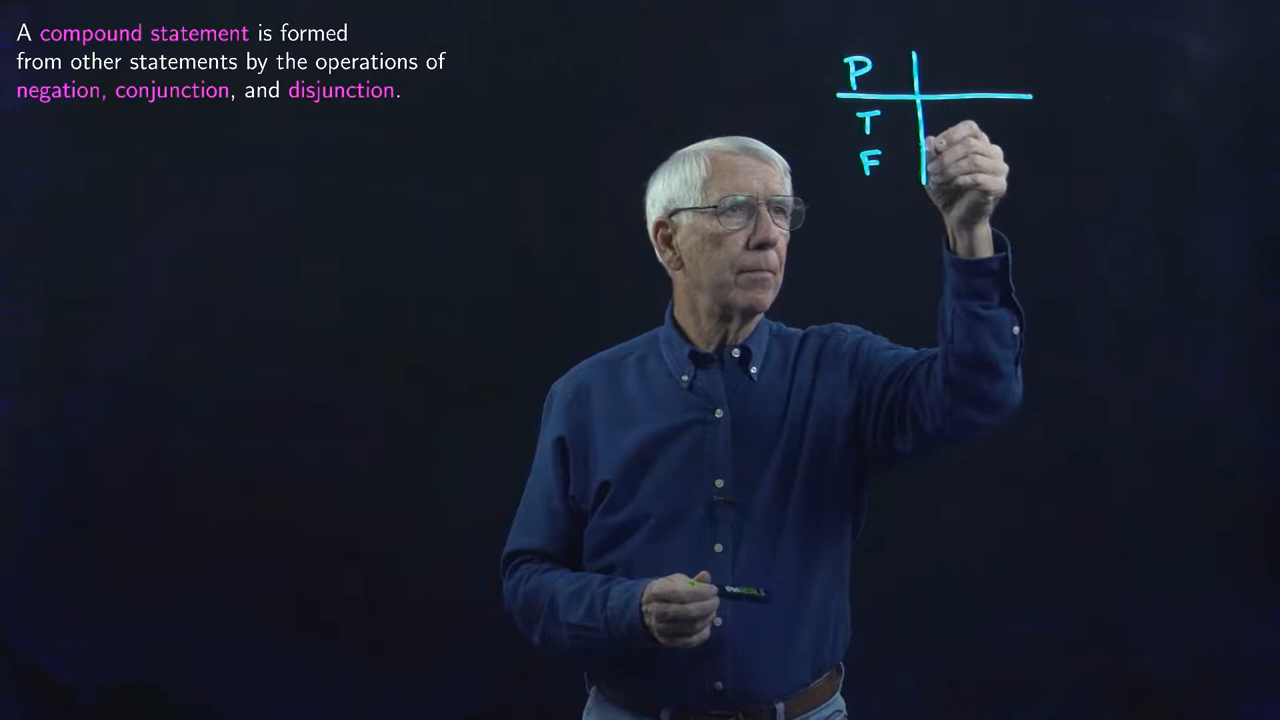 A compound statement is formed
from other statements by the operations of
negation, conjunction, and disjunction.
P
T
F